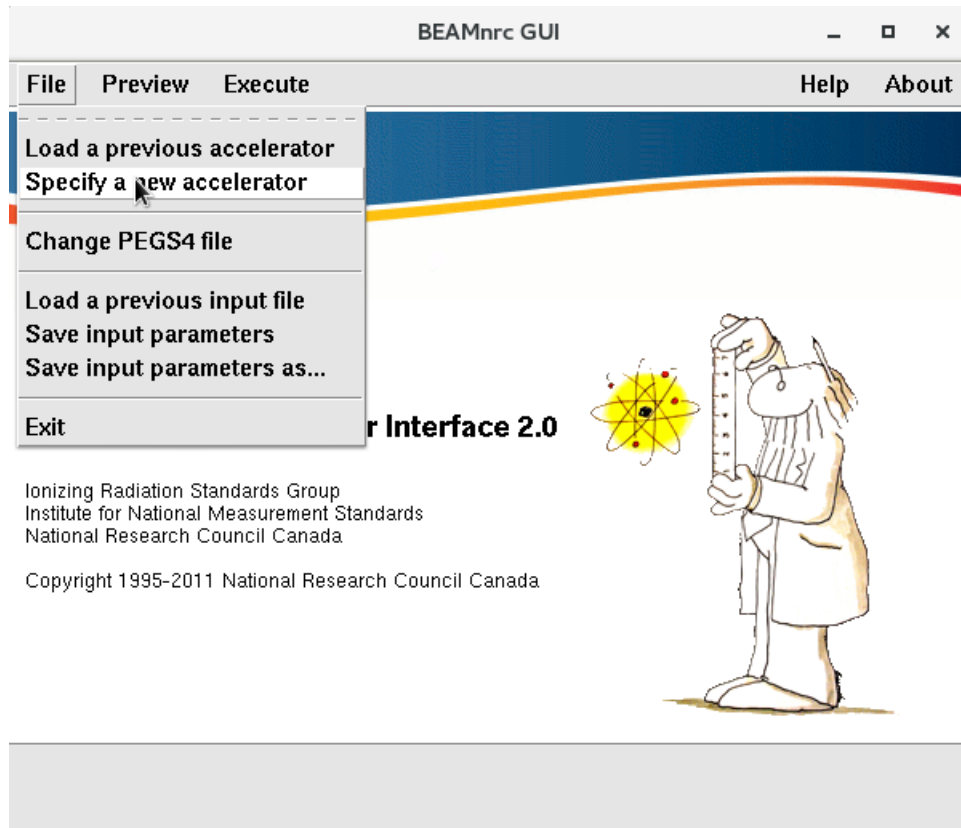 BEAMnrc GUI
File Preview Execute Help About
Load a previous accelerator
Specify a new accelerator
Change PEGS4 file
Load a previous input file
Save input parameters
Save input parameters as...
Exit
r Interface 2.0
Ionizing Radiation Standards Group
Institute for National Measurement Standards
National Research Council Canada
Copyright 1995-2011 National Research Council Canada